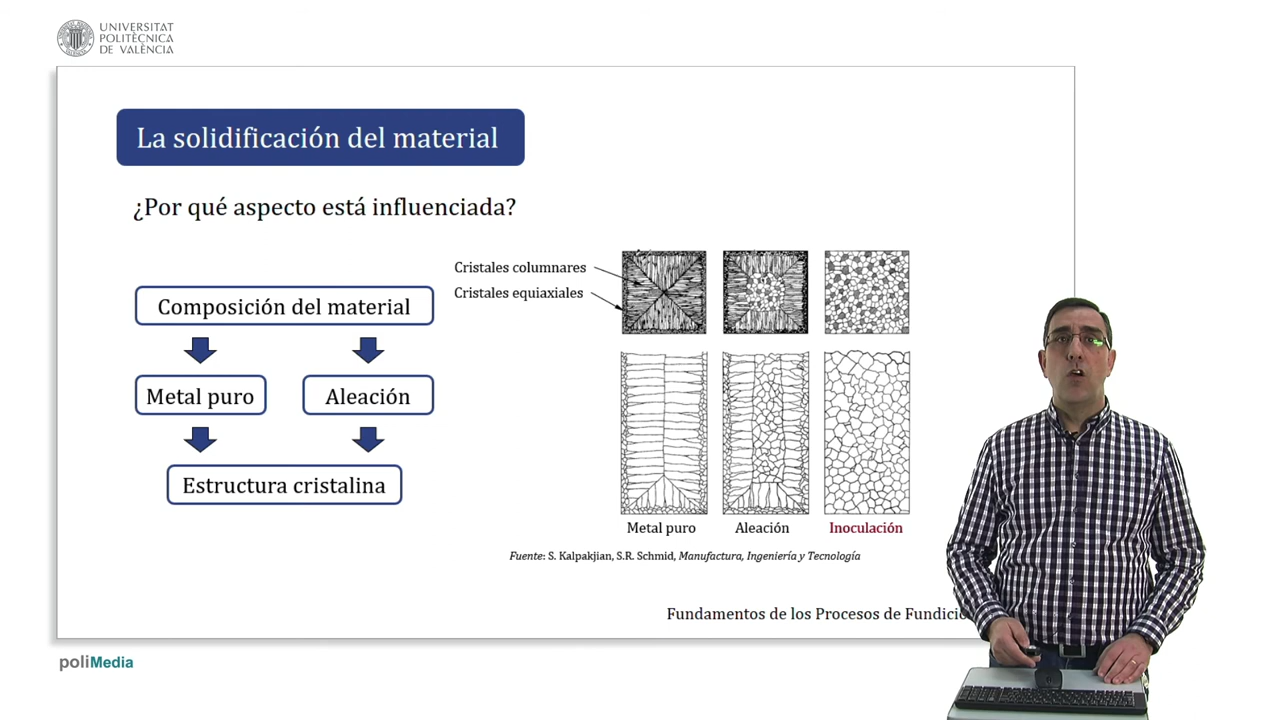 UNIVERSITAT
POLITÈCNICA
DE VALÈNCIA
La solidificación del material
¿Por qué aspecto está influenciada?
Cristales columnares
Cristales equiaxiales
Composición del material
Metal puro
Aleación
Estructura cristalina
Metal puro
Aleación
Inoculación
Fuente: S. Kalpakjian, S.R. Schmid, Manufactura, Ingeniería y Tecnología
Fundamentos de los Procesos de
poliMedia